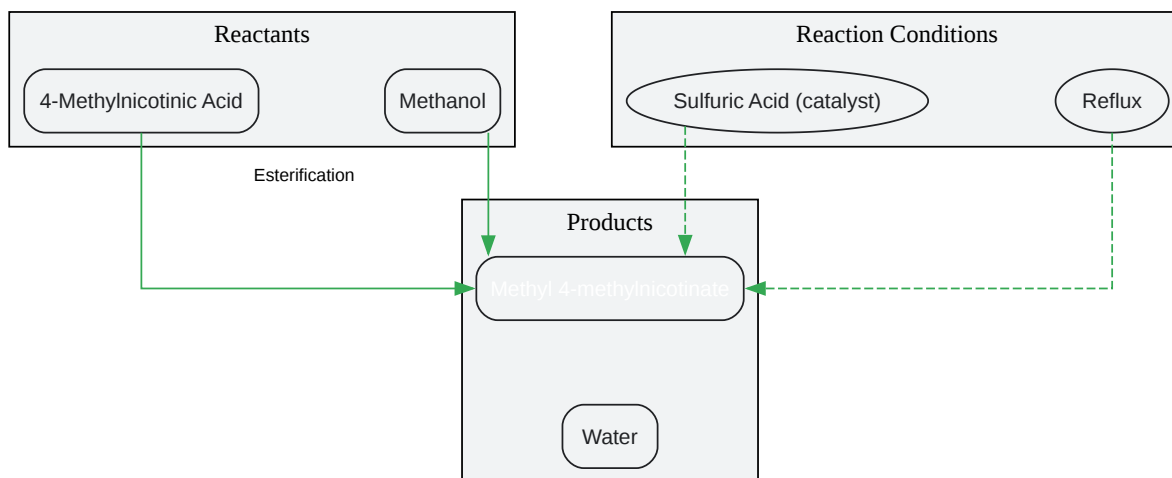 Reactants
Reaction Conditions
4-Methylnicotinic Acid
Methanol
Sulfuric Acid (catalyst)
Reflux
Esterification
Products
Methyl 4-methylnicotinate
Water